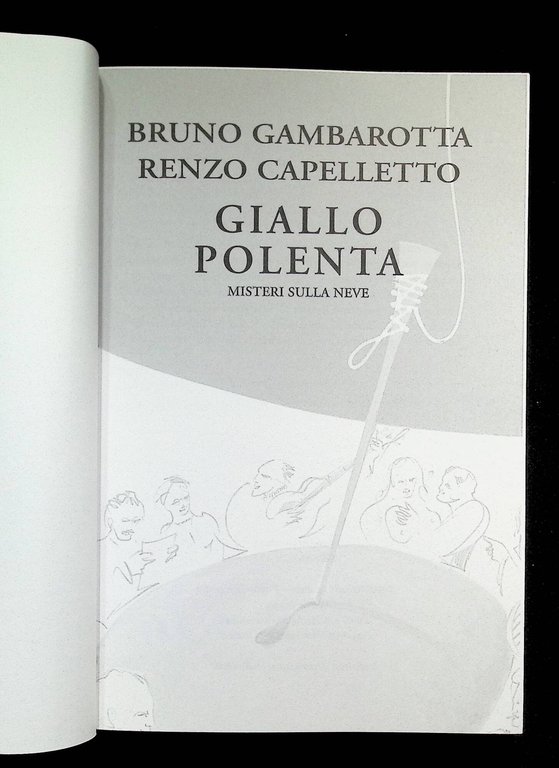 BRUNO GAMBAROTTA
RENZO CAPELLETTO
GIALLO
POLENTA
MISTERI SULLA NEVE